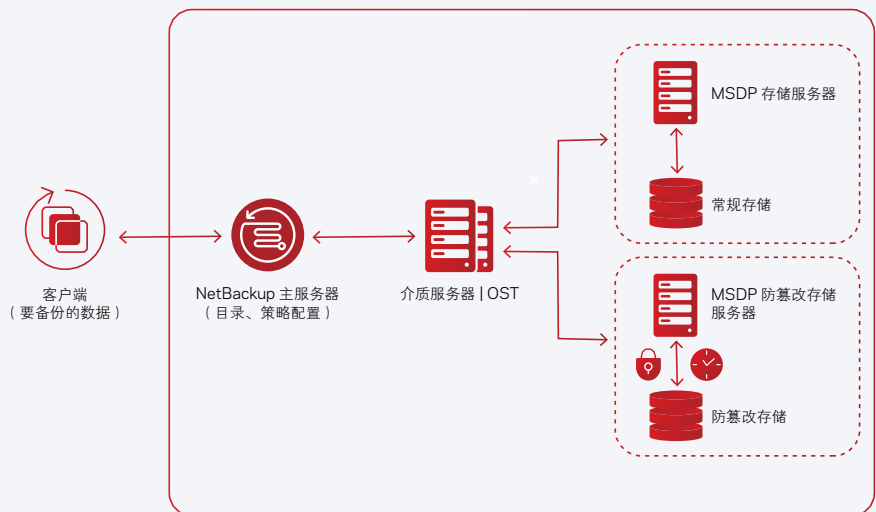 客户端
（要备份的数据）
NetBackup 主服务器
（目录、策略配置）
介质服务器 | OST
MSDP 存储服务器
常规存储
MSDP 防篡改存储
服务器
防篡改存储